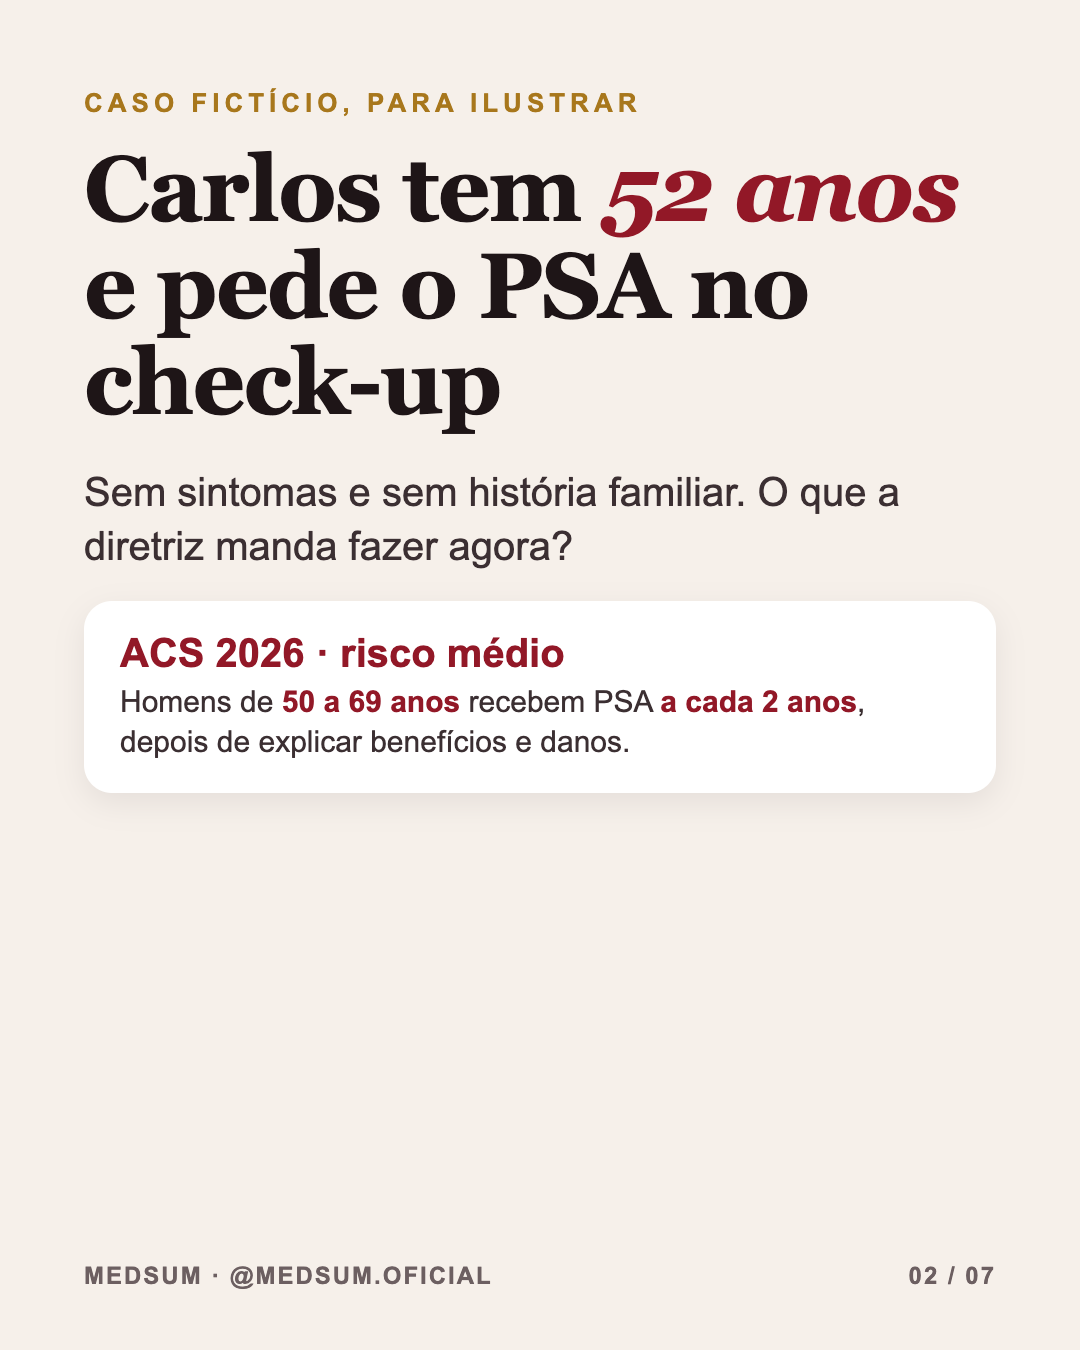 CASO FICTÍCIO, PARA ILUSTRAR
Carlos tem 52 anos
e pede o PSA no
check-up
Sem sintomas e sem história familiar. O que a
diretriz manda fazer agora?
ACS 2026 · risco médio
Homens de 50 a 69 anos recebem PSA a cada 2 anos,
depois de explicar benefícios e danos.
MEDSUM · @MEDSUM.OFICIAL
02 / 07